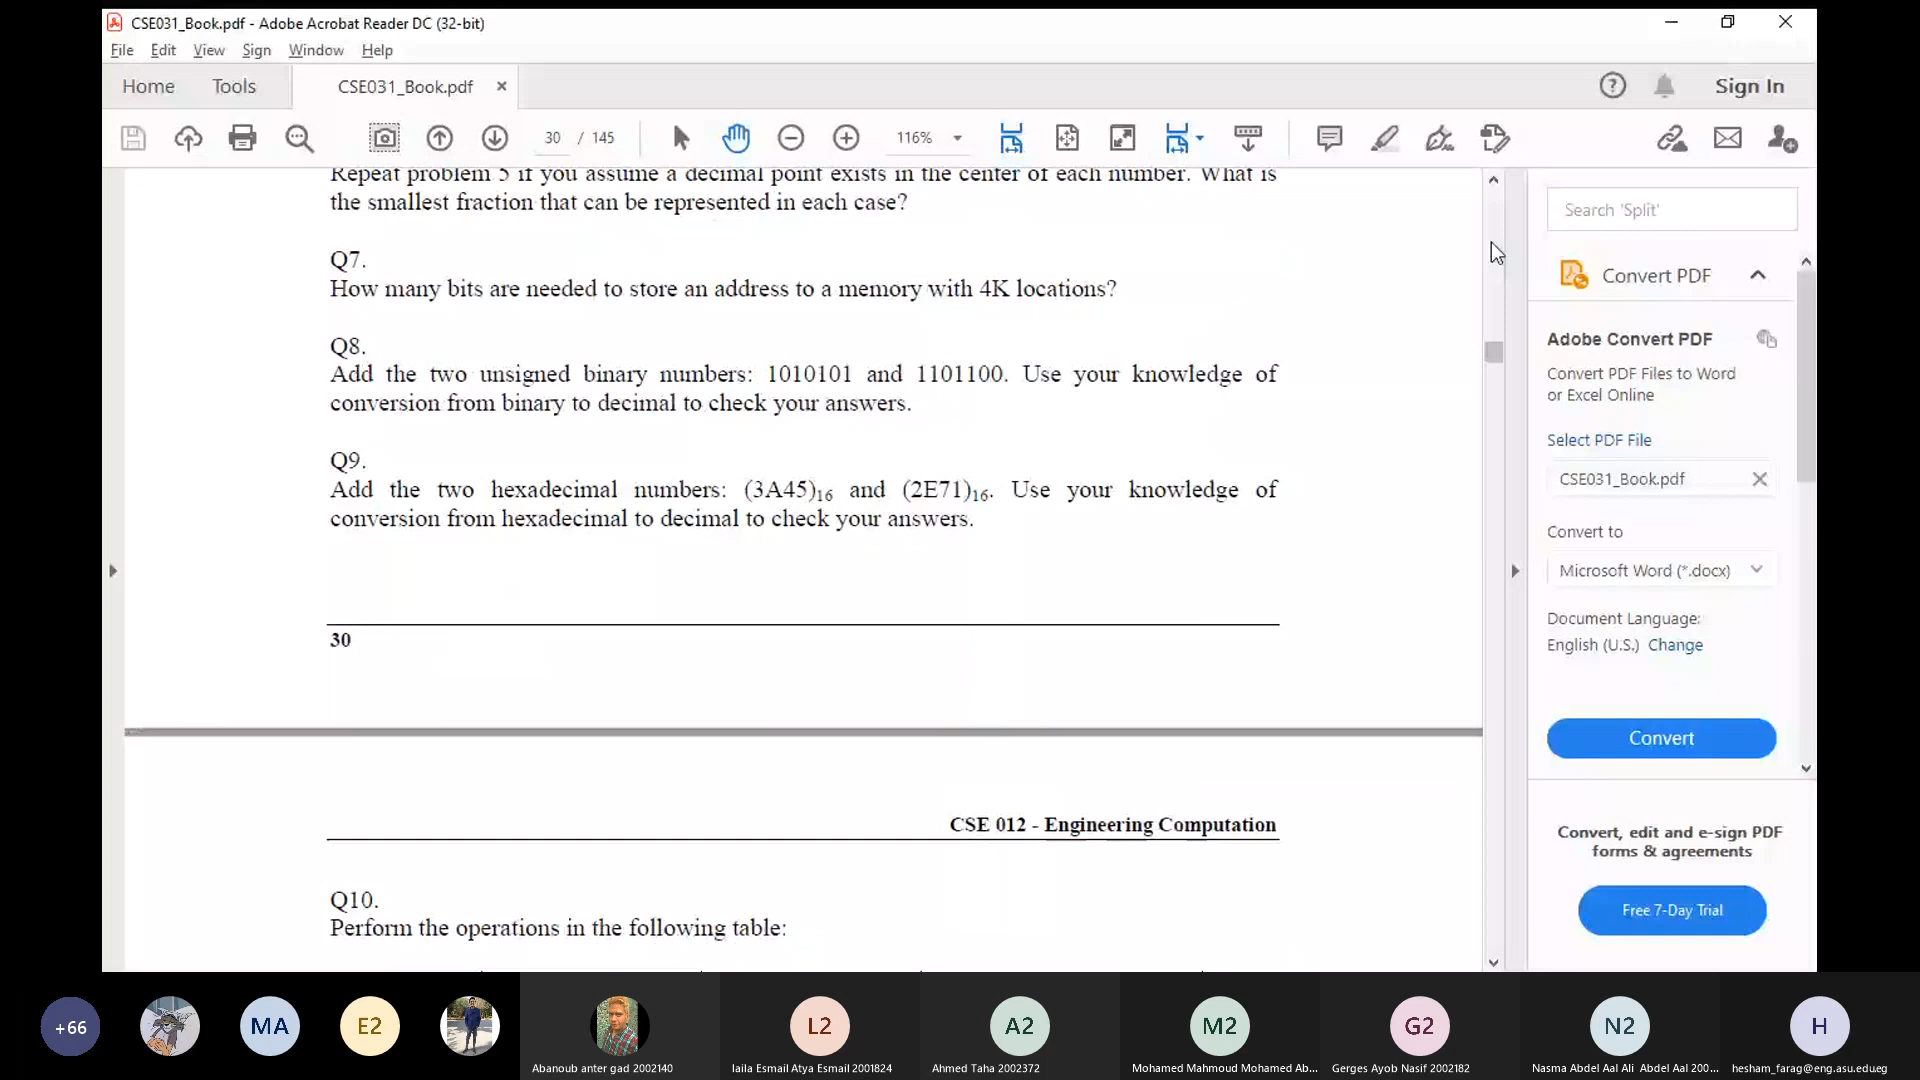 CSE031_Book.pdf - Adobe Acrobat Reader DC (32-bit)
File Edit View Sign Window Help
Home Tools CSE031_Book.pdf × Sign In
30 / 145 116%
Repeat problem 5 if you assume a decimal point exists in the center of each number. What is
the smallest fraction that can be represented in each case?
Q7.
How many bits are needed to store an address to a memory with 4K locations?
Q8.
Add the two unsigned binary numbers: 1010101 and 1101100. Use your knowledge of
conversion from binary to decimal to check your answers.
Q9.
Add the two hexadecimal numbers: (3A45)₁₆ and (2E71)₁₆. Use your knowledge of
conversion from hexadecimal to decimal to check your answers.
30
CSE 012 - Engineering Computation
Q10.
Perform the operations in the following table:
Search 'Split'
Convert PDF
Adobe Convert PDF
Convert PDF Files to Word
or Excel Online
Select PDF File
CSE031_Book.pdf
Convert to
Microsoft Word (*.docx)
Document Language:
English (U.S.) Change
Convert
Convert, edit and e-sign PDF
forms & agreements
Free 7-Day Trial
+66 MA E2 L2 A2 M2 G2 N2 H
Abanoub anter gad 2002140
laila Esmail Atya Esmail 2001824
Ahmed Taha 2002372
Mohamed Mahmoud Mohamed Ab...
Gerges Ayob Nasif 2002182
Nasma Abdel Aal Ali Abdel Aal 200...
hesham_farag@eng.asu.edu.eg